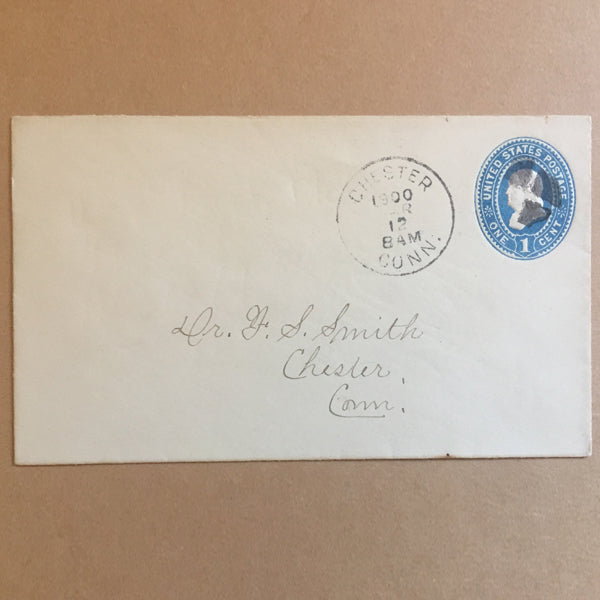 CHESTER
1900
12
8AM
CONN.
UNITED STATES POSTAGE
ONE 1 CENT
Dr. F. S. Smith
Chester,
Conn.